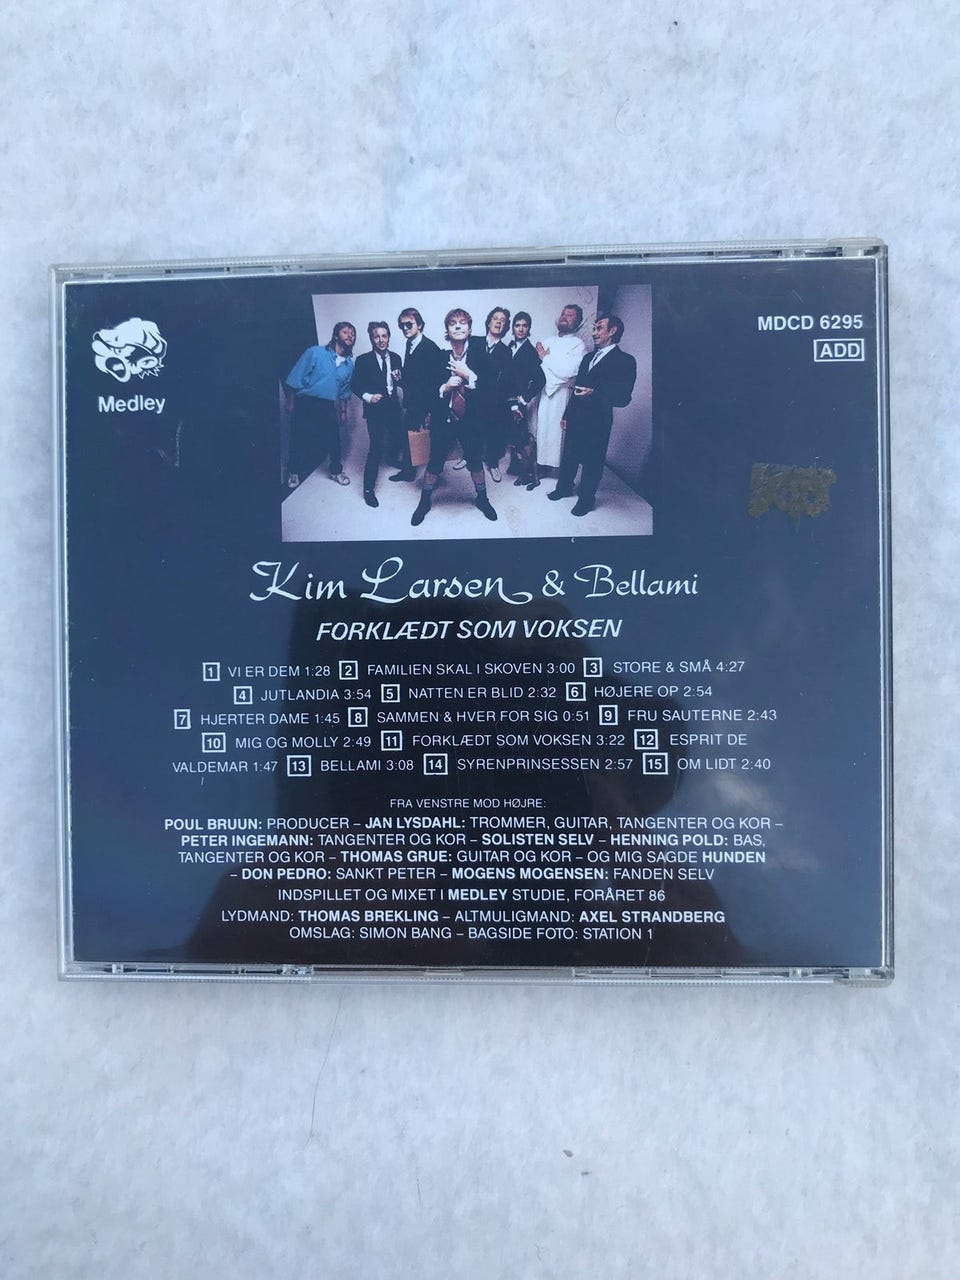 MDCD 6295
ADD
Medley
Kim Larsen & Bellami
FORKLÆDT SOM VOKSEN
1 VI ER DEM 1:28 2 FAMILIEN SKAL I SKOVEN 3:00 3 STORE & SMÅ 4:27
4 JUTLANDIA 3:54 5 NATTEN ER BLID 2:32 6 HØJERE OP 2:54
7 HJERTER DAME 1:45 8 SAMMEN & HVER FOR SIG 0:51 9 FRU SAUTERNE 2:43
10 MIG OG MOLLY 2:49 11 FORKLÆDT SOM VOKSEN 3:22 12 ESPRIT DE
VALDEMAR 1:47 13 BELLAMI 3:08 14 SYRENPRINSESSEN 2:57 15 OM LIDT 2:40
FRA VENSTRE MOD HØJRE:
POUL BRUUN: PRODUCER – JAN LYSDAHL: TROMMER, GUITAR, TANGENTER OG KOR –
PETER INGEMANN: TANGENTER OG KOR – SOLISTEN SELV – HENNING POLD: BAS,
TANGENTER OG KOR – THOMAS GRUE: GUITAR OG KOR – OG MIG SAGDE HUNDEN
– DON PEDRO: SANKT PETER – MOGENS MOGENSEN: FANDEN SELV
INDSPILLET OG MIXET I MEDLEY STUDIE, FORÅRET 86
LYDMAND: THOMAS BREKLING – ALTMULIGMAND: AXEL STRANDBERG
OMSLAG: SIMON BANG – BAGSIDE FOTO: STATION 1